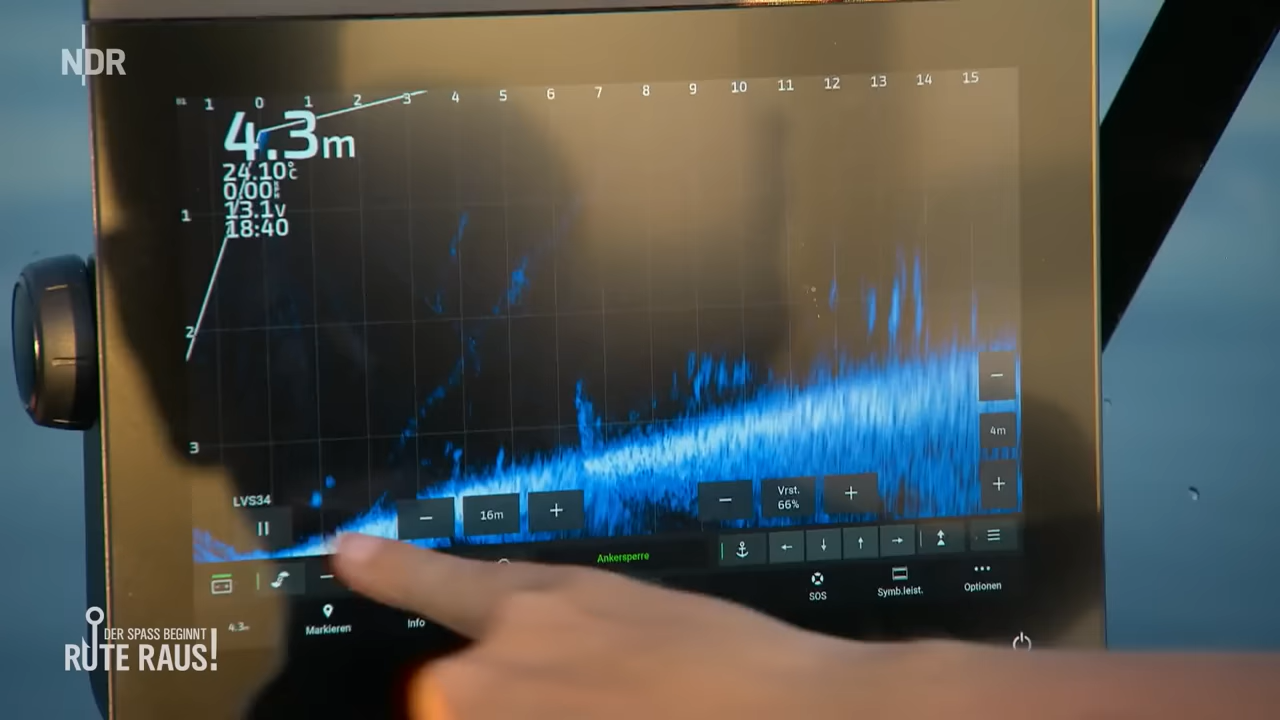 NDR
1 0 1 2 3 4 5 6 7 8 9 10 11 12 13 14 15
4.3m
24.10°C
0/00
13.1V
18:40
1
2
3
4m
LVS34
16m
Vrst.
66%
Ankersperre
SOS
Symb.leist.
Optionen
4.3m
Markieren
Info
DER SPASS BEGINNT
RUTE RAUS!